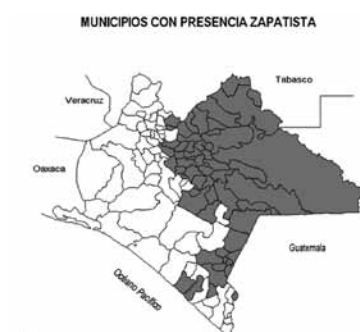 MUNICIPIOS CON PRESENCIA ZAPATISTA
Tabasco
Veracruz
Oaxaca
Guatemala
Océano Pacífico